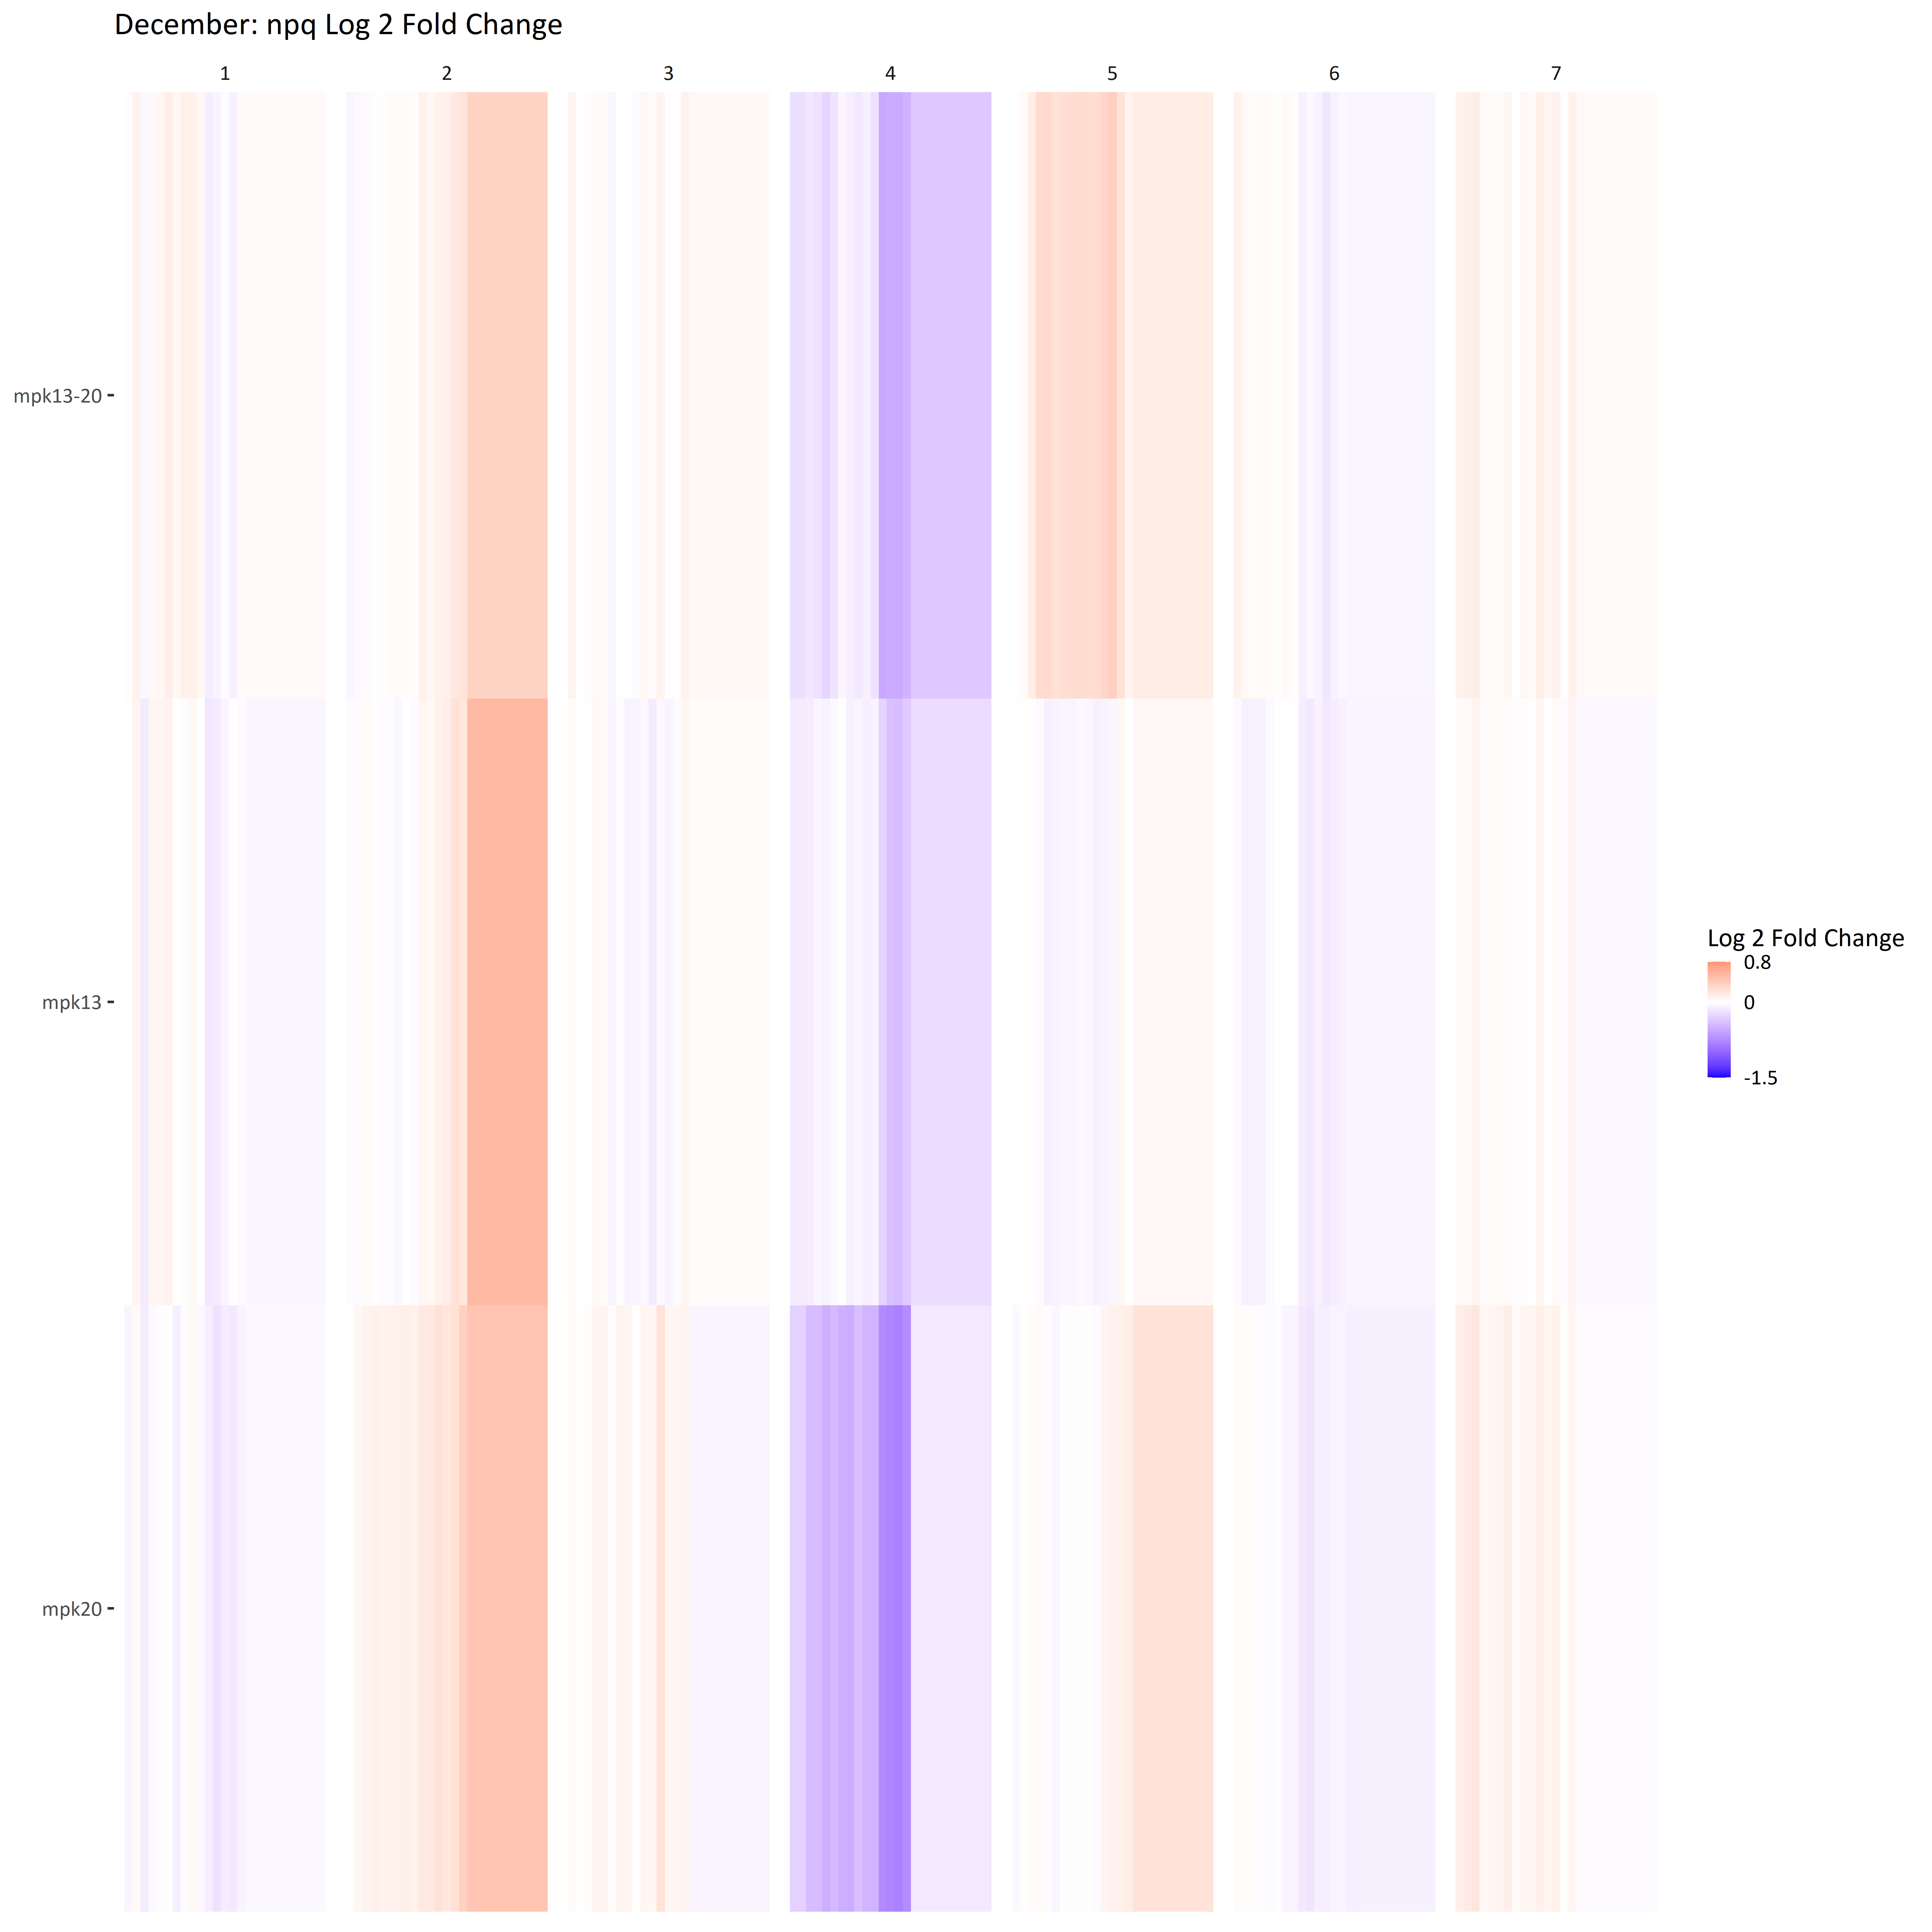 December: npq Log 2 Fold Change
1 2 3 4 5 6 7
mpk13-20
mpk13
mpk20
Log 2 Fold Change
0.8
0
-1.5